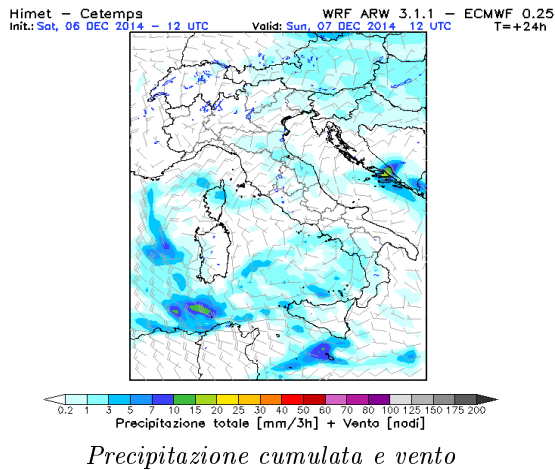 Himet – Cetemps WRF ARW 3.1.1 – ECMWF 0.25
Init.: Sat, 06 DEC 2014 – 12 UTC Valid: Sun, 07 DEC 2014 12 UTC T=+24h
0.2 1 3 5 7 10 15 20 25 30 40 50 60 70 80 100 125 150 175 200
Precipitazione totale [mm/3h] + Vento [nodi]
Precipitazione cumulata e vento